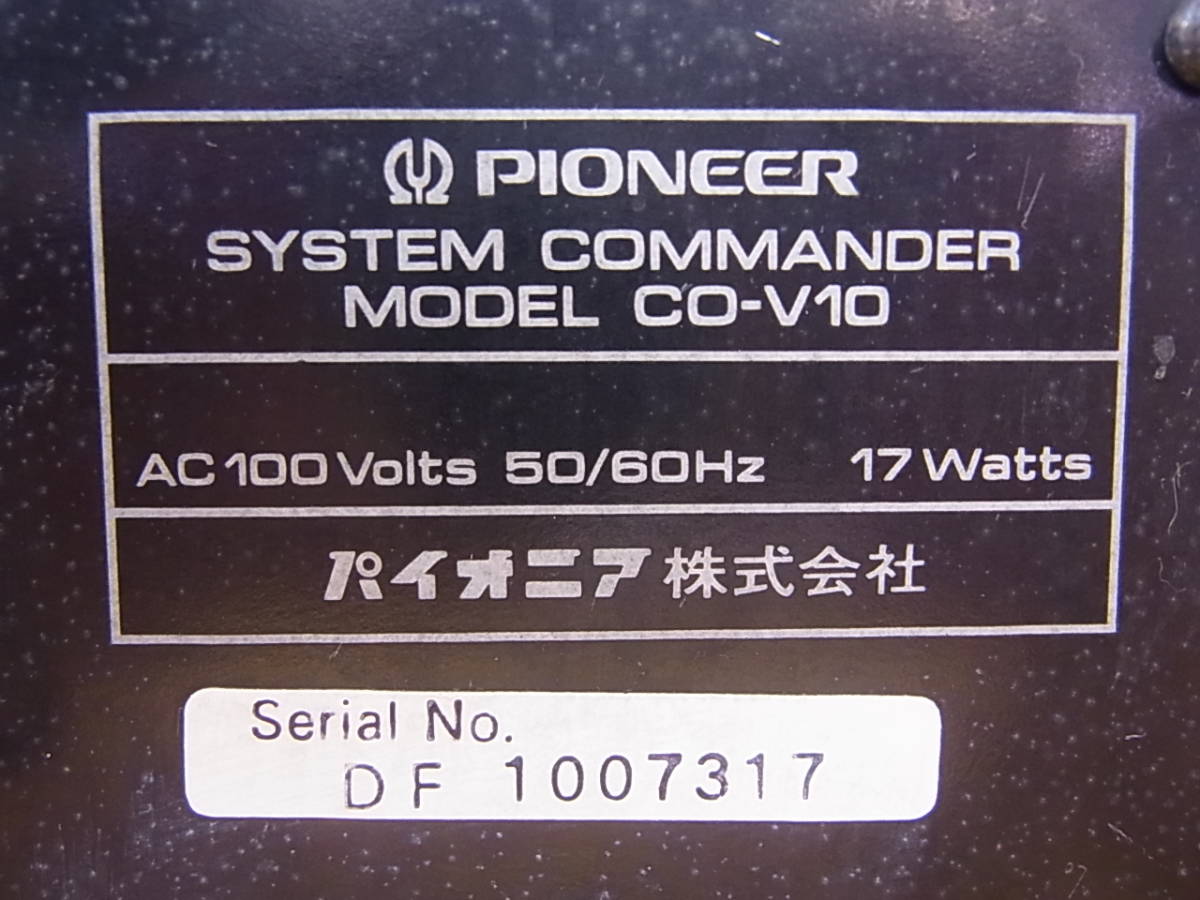 PIONEER
SYSTEM COMMANDER
MODEL CO-V10
AC 100 Volts 50/60Hz 17 Watts
パイオニア株式会社
Serial No.
DF 1007317